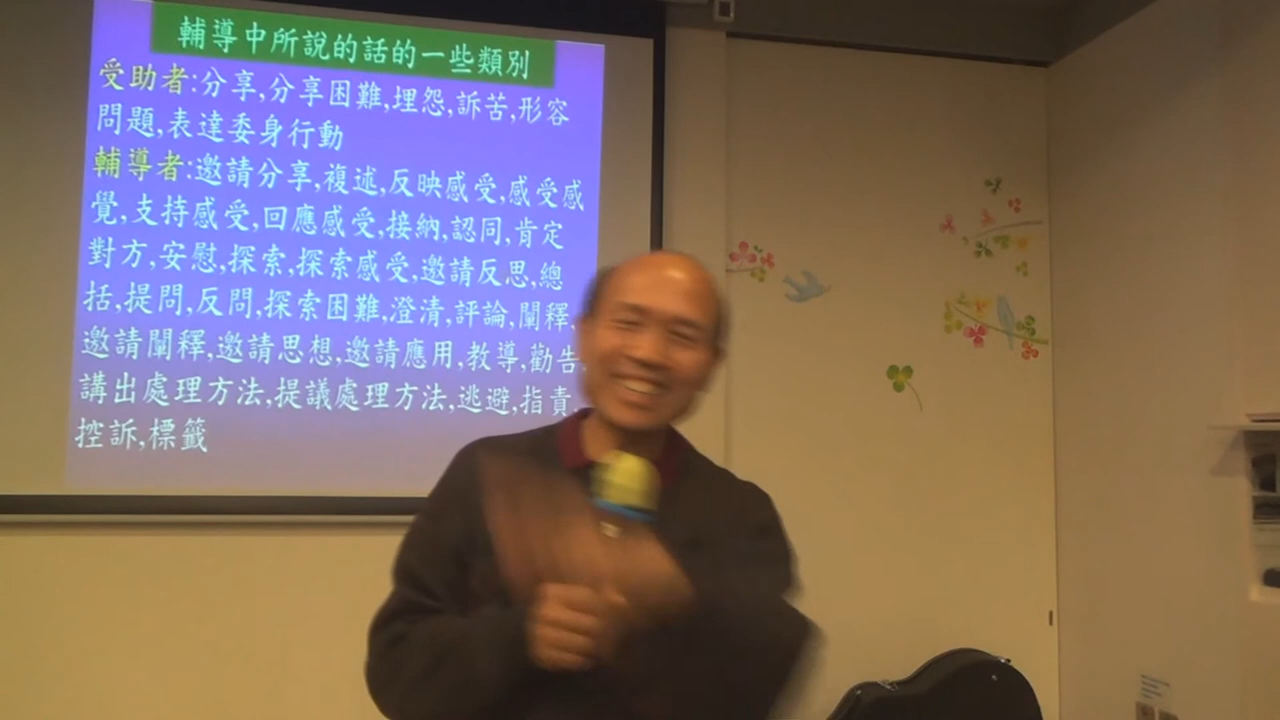 輔導中所說的話的一些類別
受助者:分享,分享困難,埋怨,訴苦,形容
問題,表達委身行動
輔導者:邀請分享,複述,反映感受,感受感
覺,支持感受,回應感受,接納,認同,肯定
對方,安慰,探索,探索感受,邀請反思,總
括,提問,反問,探索困難,澄清,評論,闡釋,
邀請闡釋,邀請思想,邀請應用,教導,勸告,
講出處理方法,提議處理方法,逃避,指責,
控訴,標籤